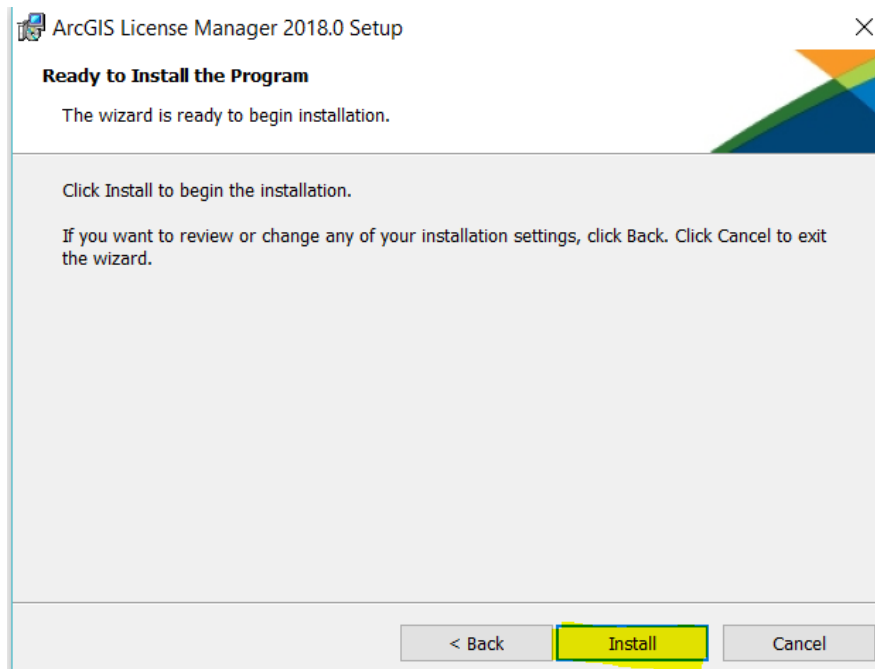 ArcGIS License Manager 2018.0 Setup
Ready to Install the Program
The wizard is ready to begin installation.
Click Install to begin the installation.
If you want to review or change any of your installation settings, click Back. Click Cancel to exit
the wizard.
< Back Install Cancel